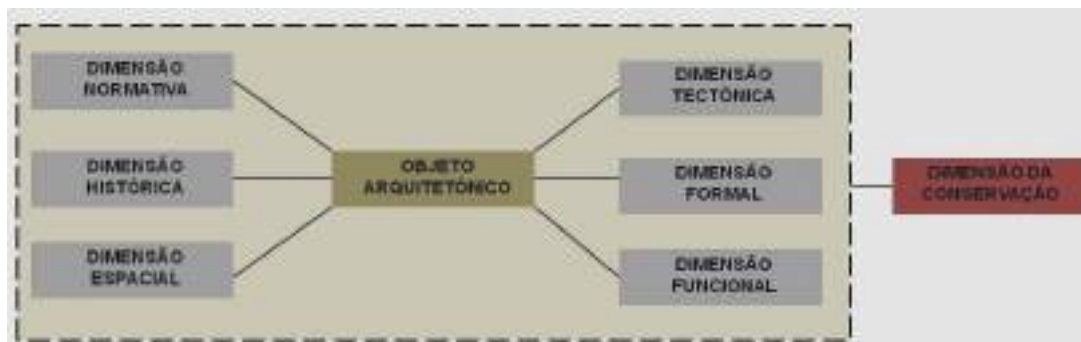 DIMENSÃO
NORMATIVA
DIMENSÃO
HISTÓRICA
DIMENSÃO
ESPACIAL
OBJETO
ARQUITETÔNICO
DIMENSÃO
TECTÔNICA
DIMENSÃO
FORMAL
DIMENSÃO
FUNCIONAL
DIMENSÃO DA
CONSERVAÇÃO